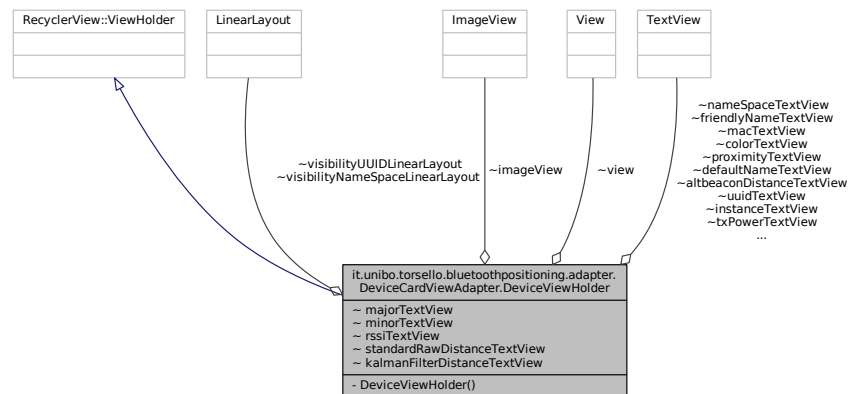 RecyclerView::ViewHolder
LinearLayout
ImageView
View
TextView
~visibilityUUIDLinearLayout
~visibilityNameSpaceLinearLayout
~imageView
~view
~nameSpaceTextView
~friendlyNameTextView
~macTextView
~colorTextView
~proximityTextView
~defaultNameTextView
~altbeaconDistanceTextView
~uuidTextView
~instanceTextView
~txPowerTextView
...
it.unibo.torsello.bluetoothpositioning.adapter.
DeviceCardViewAdapter.DeviceViewHolder
~ majorTextView
~ minorTextView
~ rssiTextView
~ standardRawDistanceTextView
~ kalmanFilterDistanceTextView
- DeviceViewHolder()